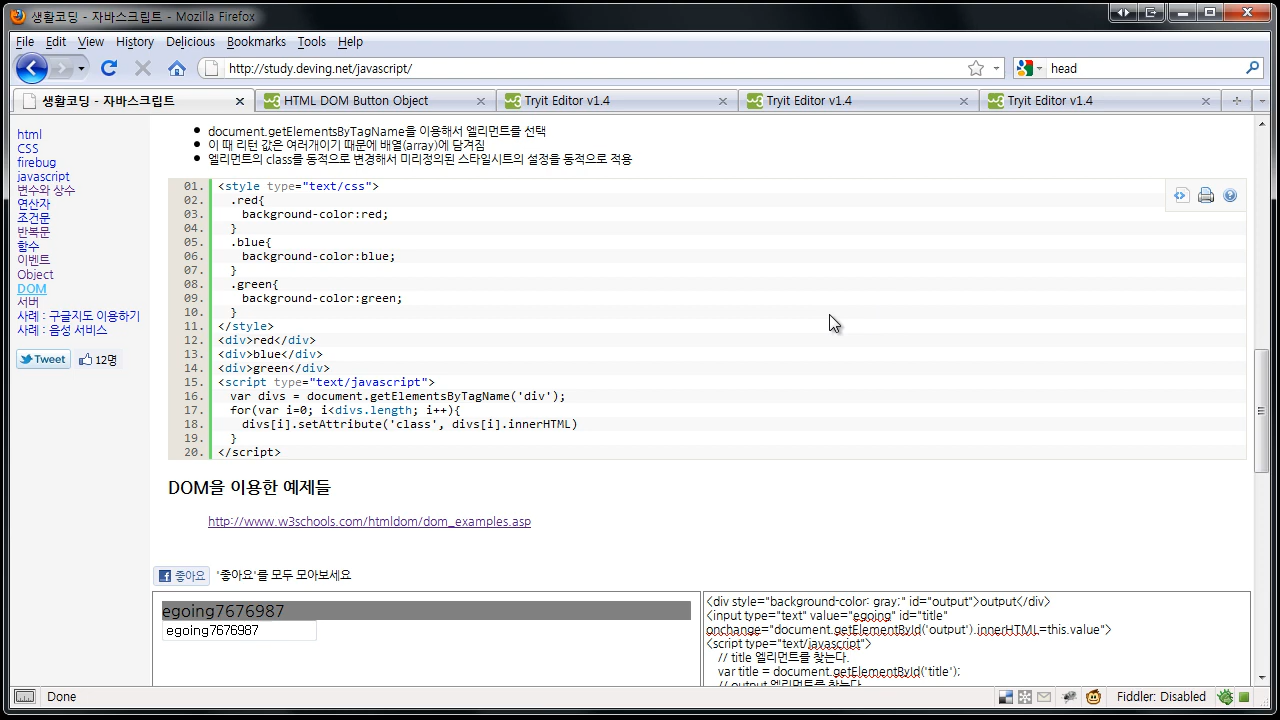 생활코딩 - 자바스크립트 - Mozilla Firefox
File Edit View History Delicious Bookmarks Tools Help
http://study.deving.net/javascript/
head
생활코딩 - 자바스크립트
HTML DOM Button Object
Tryit Editor v1.4
Tryit Editor v1.4
Tryit Editor v1.4
html
CSS
firebug
javascript
변수와 상수
연산자
조건문
반복문
함수
이벤트
Object
DOM
서버
사례 : 구글지도 이용하기
사례 : 음성 서비스
Tweet
12명
document.getElementsByTagName을 이용해서 엘리먼트를 선택
이 때 리턴 값은 여러개이기 때문에 배열(array)에 담겨짐
엘리먼트의 class를 동적으로 변경해서 미리정의된 스타일시트의 설정을 동적으로 적용
01. <style type="text/css">
02. .red{
03. background-color:red;
04. }
05. .blue{
06. background-color:blue;
07. }
08. .green{
09. background-color:green;
10. }
11. </style>
12. <div>red</div>
13. <div>blue</div>
14. <div>green</div>
15. <script type="text/javascript">
16. var divs = document.getElementsByTagName('div');
17. for(var i=0; i<divs.length; i++){
18. divs[i].setAttribute('class', divs[i].innerHTML)
19. }
20. </script>
DOM을 이용한 예제들
http://www.w3schools.com/htmldom/dom_examples.asp
좋아요 '좋아요'를 모두 모아보세요
egoing7676987
egoing7676987
<div style="background-color: gray;" id="output">output</div>
<input type="text" value="egoing" id="title"
onchange="document.getElementById('output').innerHTML=this.value">
<script type="text/javascript">
// title 엘리먼트를 찾는다.
var title = document.getElementById('title');
// output 엘리먼트를 찾는다
Done
Fiddler: Disabled